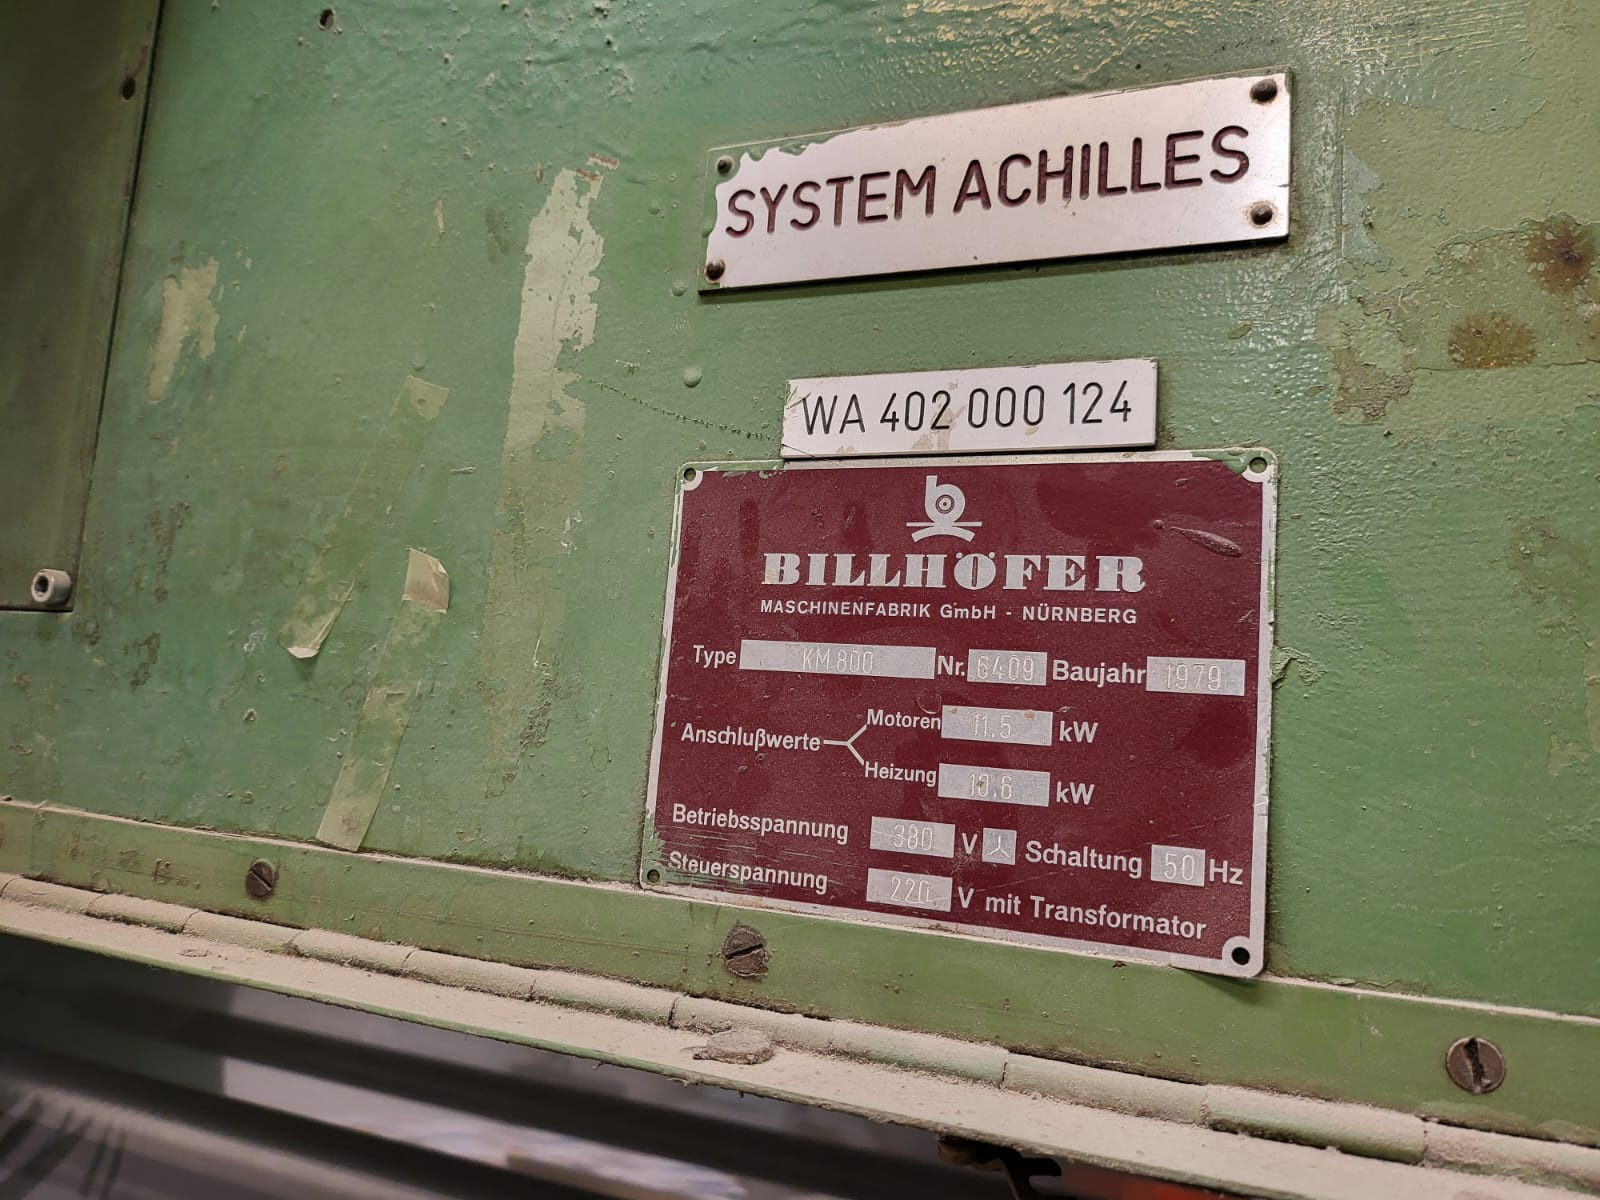 SYSTEM ACHILLES
WA 402 000 124
b
BILLHÖFER
MASCHINENFABRIK GmbH - NÜRNBERG
Type KM 800 Nr. 6409 Baujahr 1979
Anschlußwerte
Motoren 11.5 kW
Heizung 10.6 kW
Betriebsspannung 380 V Schaltung 50 Hz
Steuerspannung 220 V mit Transformator